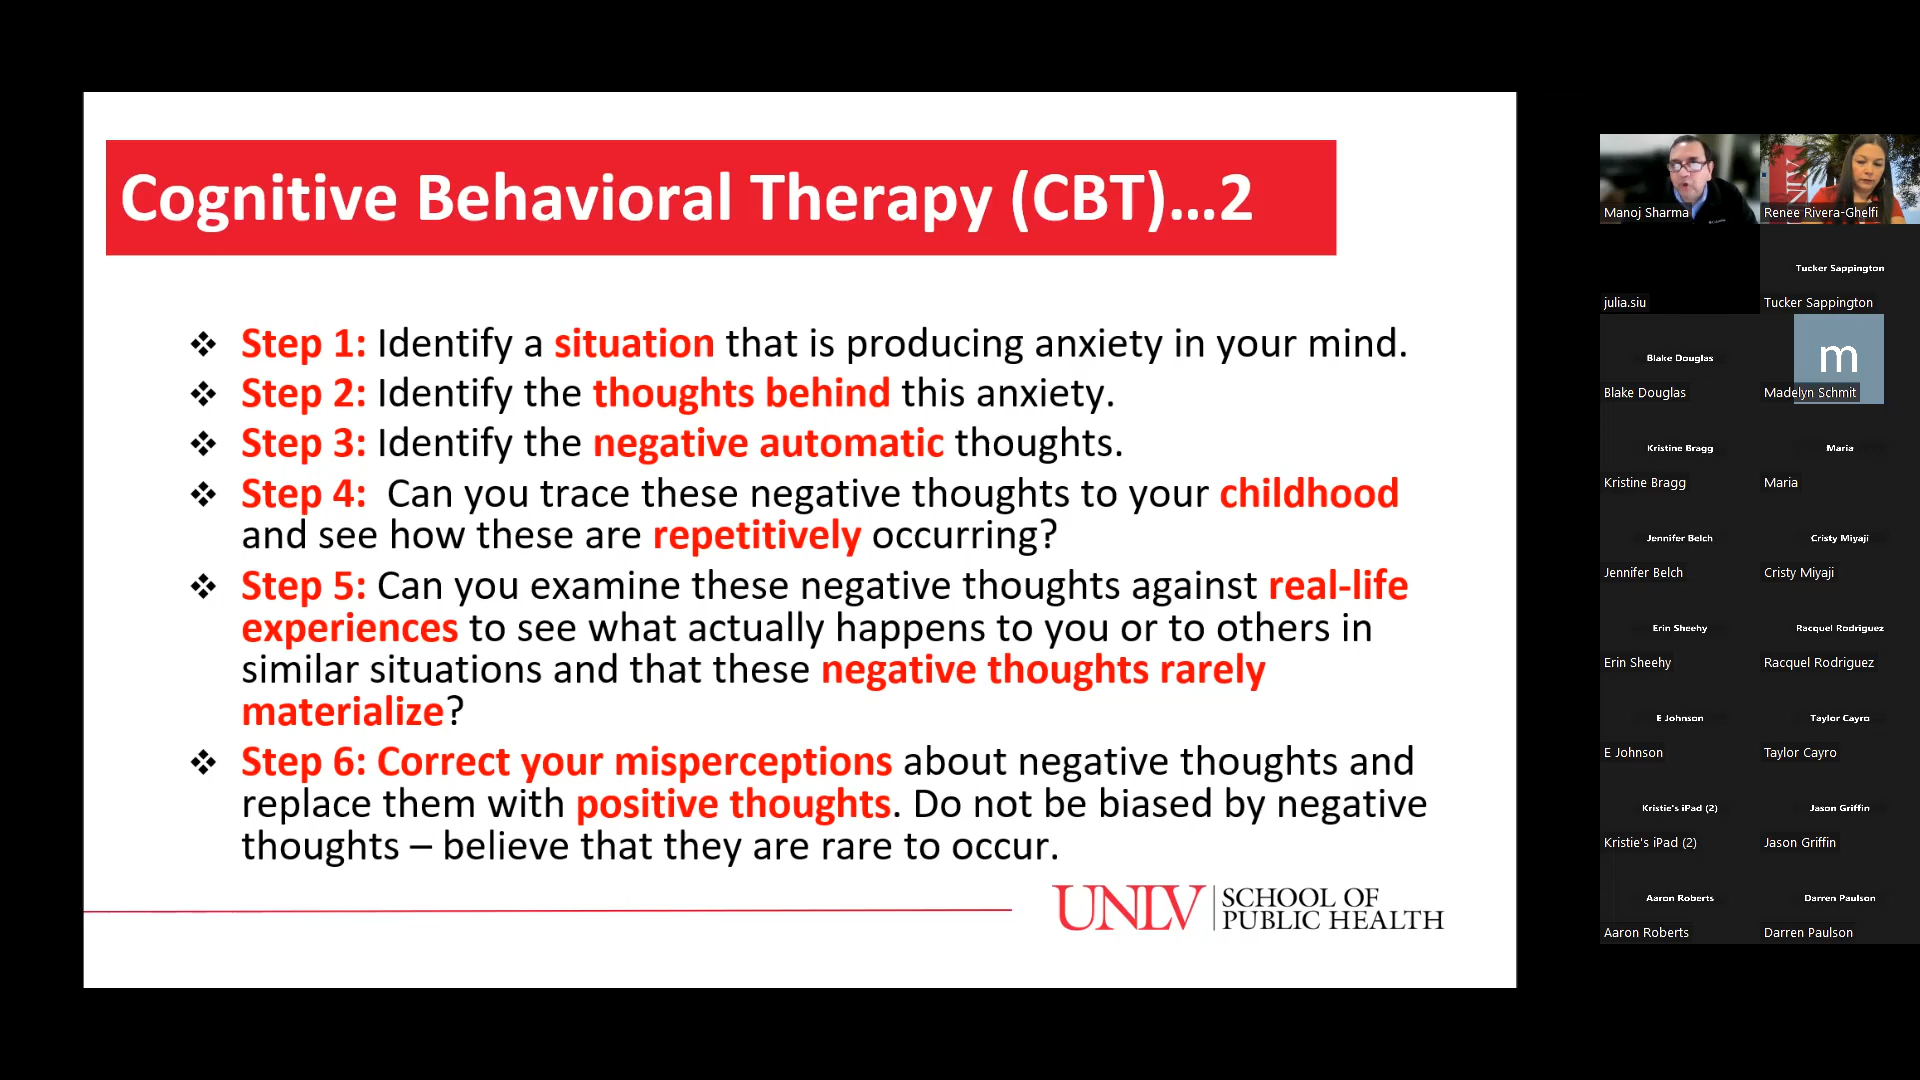 Cognitive Behavioral Therapy (CBT)...2
❖ Step 1: Identify a situation that is producing anxiety in your mind.
❖ Step 2: Identify the thoughts behind this anxiety.
❖ Step 3: Identify the negative automatic thoughts.
❖ Step 4: Can you trace these negative thoughts to your childhood
and see how these are repetitively occurring?
❖ Step 5: Can you examine these negative thoughts against real-life
experiences to see what actually happens to you or to others in
similar situations and that these negative thoughts rarely
materialize?
❖ Step 6: Correct your misperceptions about negative thoughts and
replace them with positive thoughts. Do not be biased by negative
thoughts – believe that they are rare to occur.
UNLV
SCHOOL OF
PUBLIC HEALTH
Manoj Sharma
Renee Rivera-Ghelfi
julia.siu
Tucker Sappington
Tucker Sappington
Blake Douglas
Blake Douglas
m
Madelyn Schmit
Kristine Bragg
Kristine Bragg
Maria
Maria
Jennifer Belch
Jennifer Belch
Cristy Miyaji
Cristy Miyaji
Erin Sheehy
Erin Sheehy
Racquel Rodriguez
Racquel Rodriguez
E Johnson
E Johnson
Taylor Cayro
Taylor Cayro
Kristie's iPad (2)
Kristie's iPad (2)
Jason Griffin
Jason Griffin
Aaron Roberts
Aaron Roberts
Darren Paulson
Darren Paulson